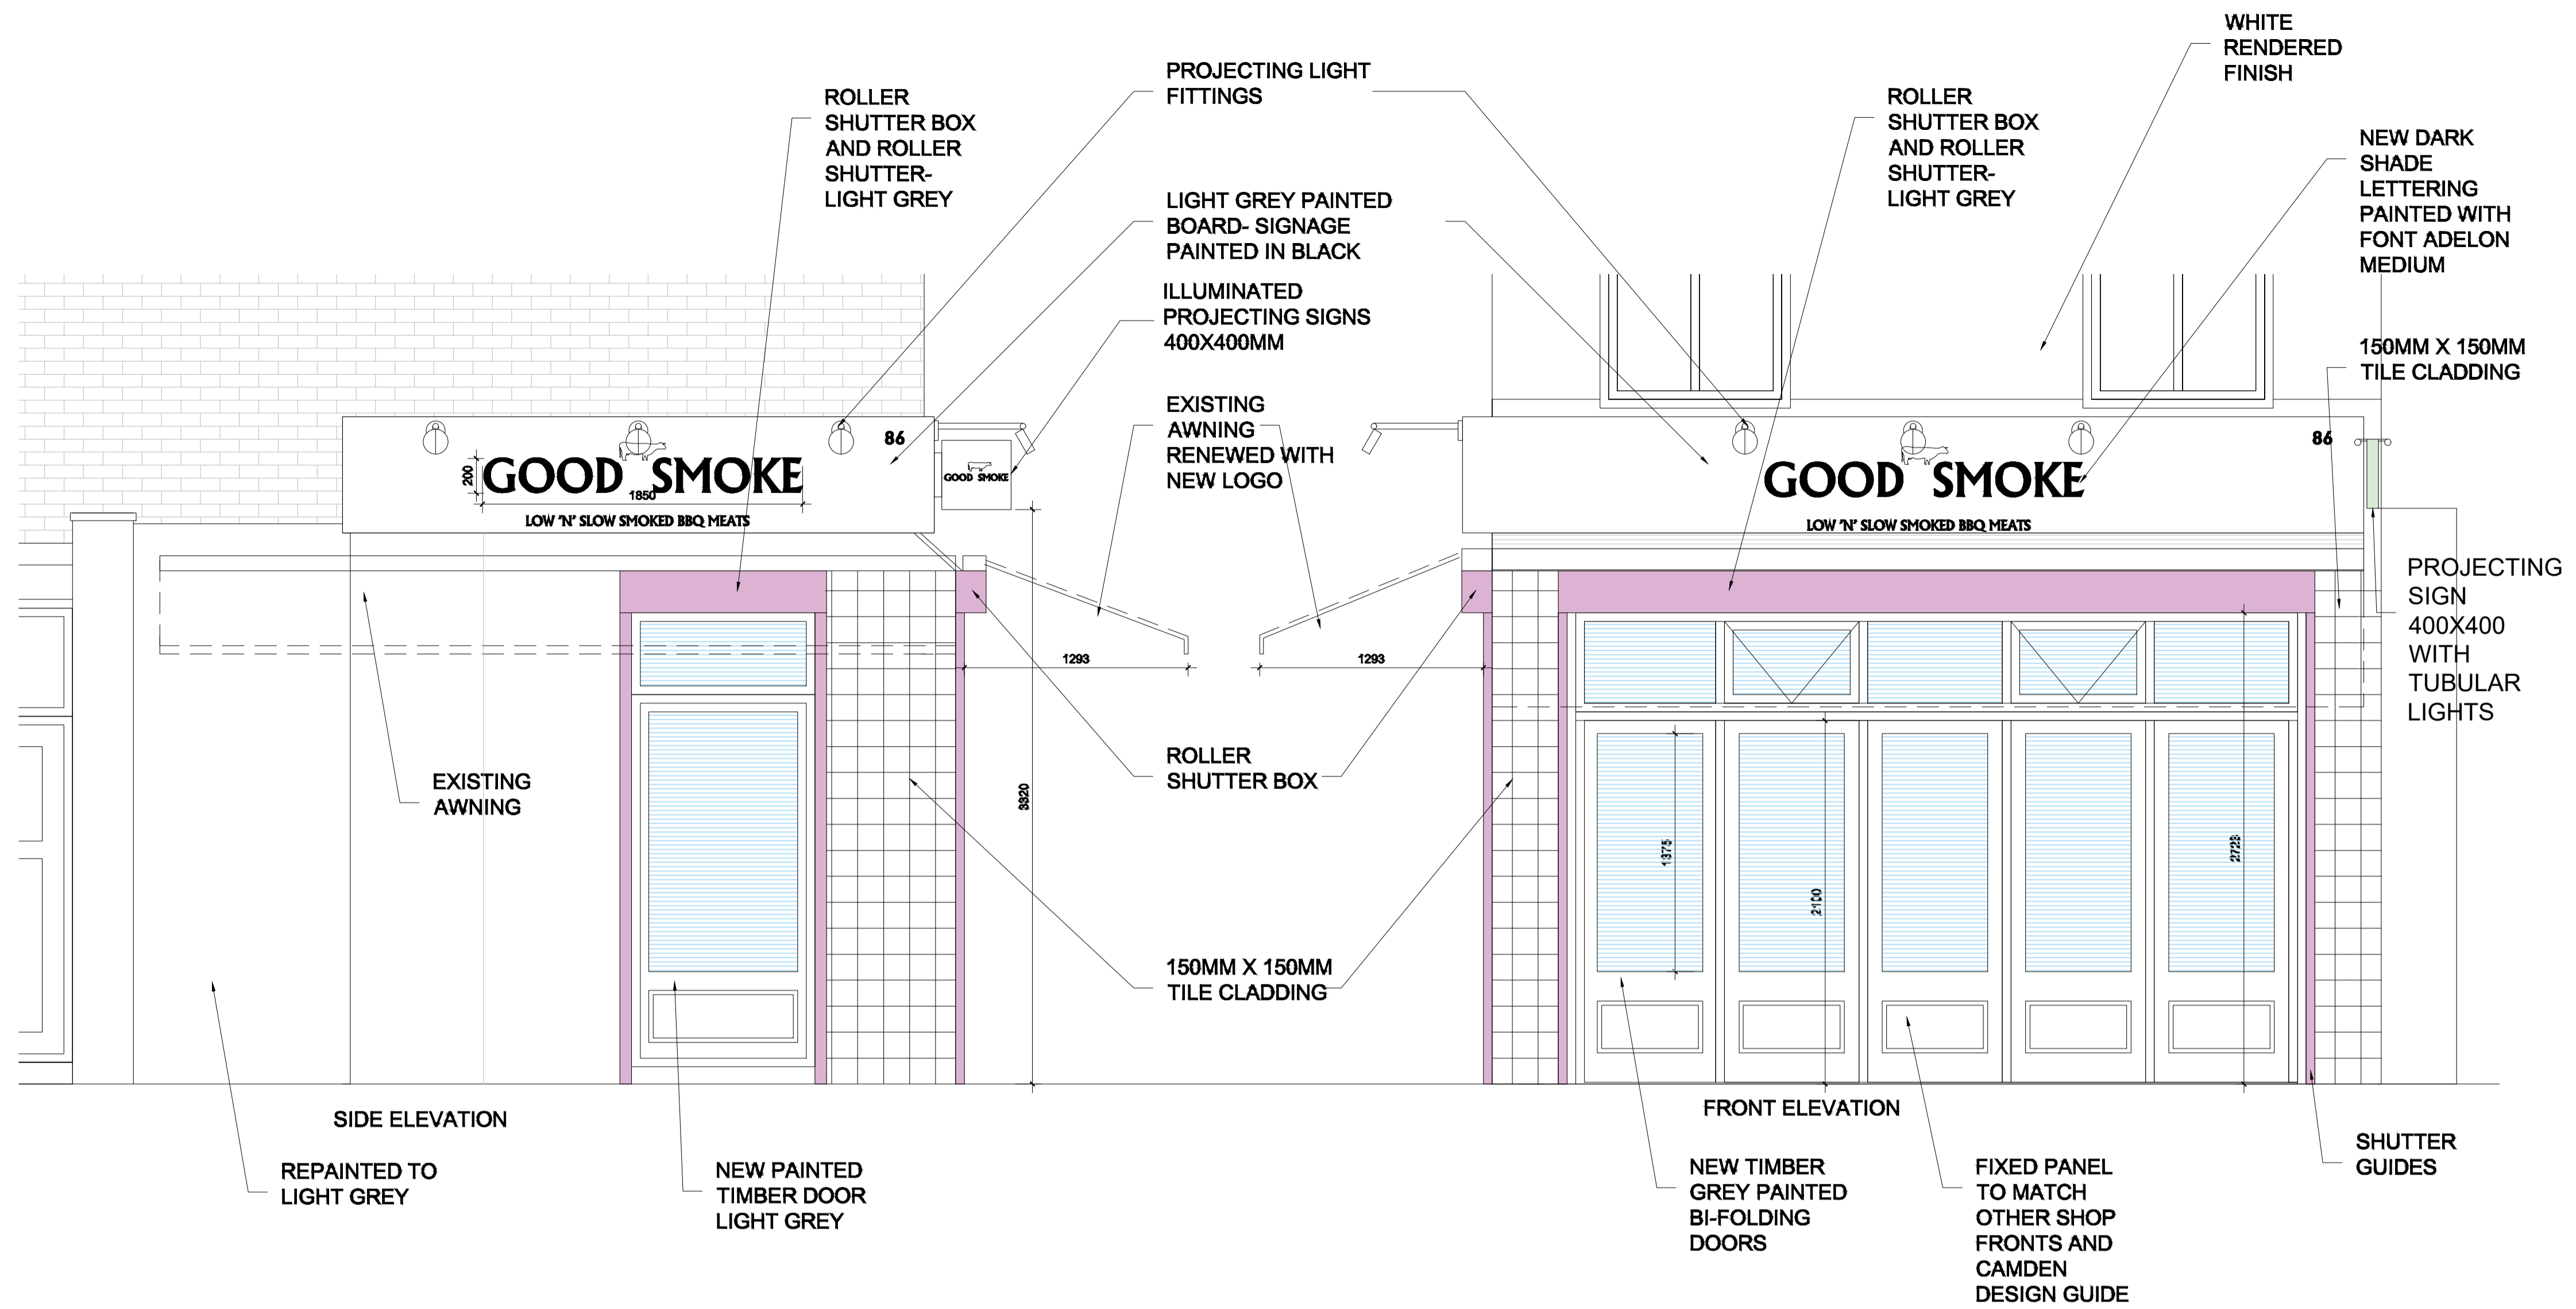 WHITE
RENDERED
FINISH
PROJECTING LIGHT
FITTINGS
ROLLER
SHUTTER BOX
AND ROLLER
SHUTTER-
LIGHT GREY
ROLLER
SHUTTER BOX
AND ROLLER
SHUTTER-
LIGHT GREY
NEW DARK
SHADE
LETTERING
PAINTED WITH
FONT ADELON
MEDIUM
LIGHT GREY PAINTED
BOARD- SIGNAGE
PAINTED IN BLACK
ILLUMINATED
PROJECTING SIGNS
400X400MM
150MM X 150MM
TILE CLADDING
EXISTING
AWNING
RENEWED WITH
NEW LOGO
86
GOOD SMOKE
200
1850
LOW 'N' SLOW SMOKED BBQ MEATS
GOOD SMOKE
86
GOOD SMOKE
LOW 'N' SLOW SMOKED BBQ MEATS
PROJECTING
SIGN
400X400
WITH
TUBULAR
LIGHTS
1293
1293
EXISTING
AWNING
ROLLER
SHUTTER BOX
3320
1375
2100
2728
150MM X 150MM
TILE CLADDING
SIDE ELEVATION
FRONT ELEVATION
REPAINTED TO
LIGHT GREY
NEW PAINTED
TIMBER DOOR
LIGHT GREY
NEW TIMBER
GREY PAINTED
BI-FOLDING
DOORS
FIXED PANEL
TO MATCH
OTHER SHOP
FRONTS AND
CAMDEN
DESIGN GUIDE
SHUTTER
GUIDES